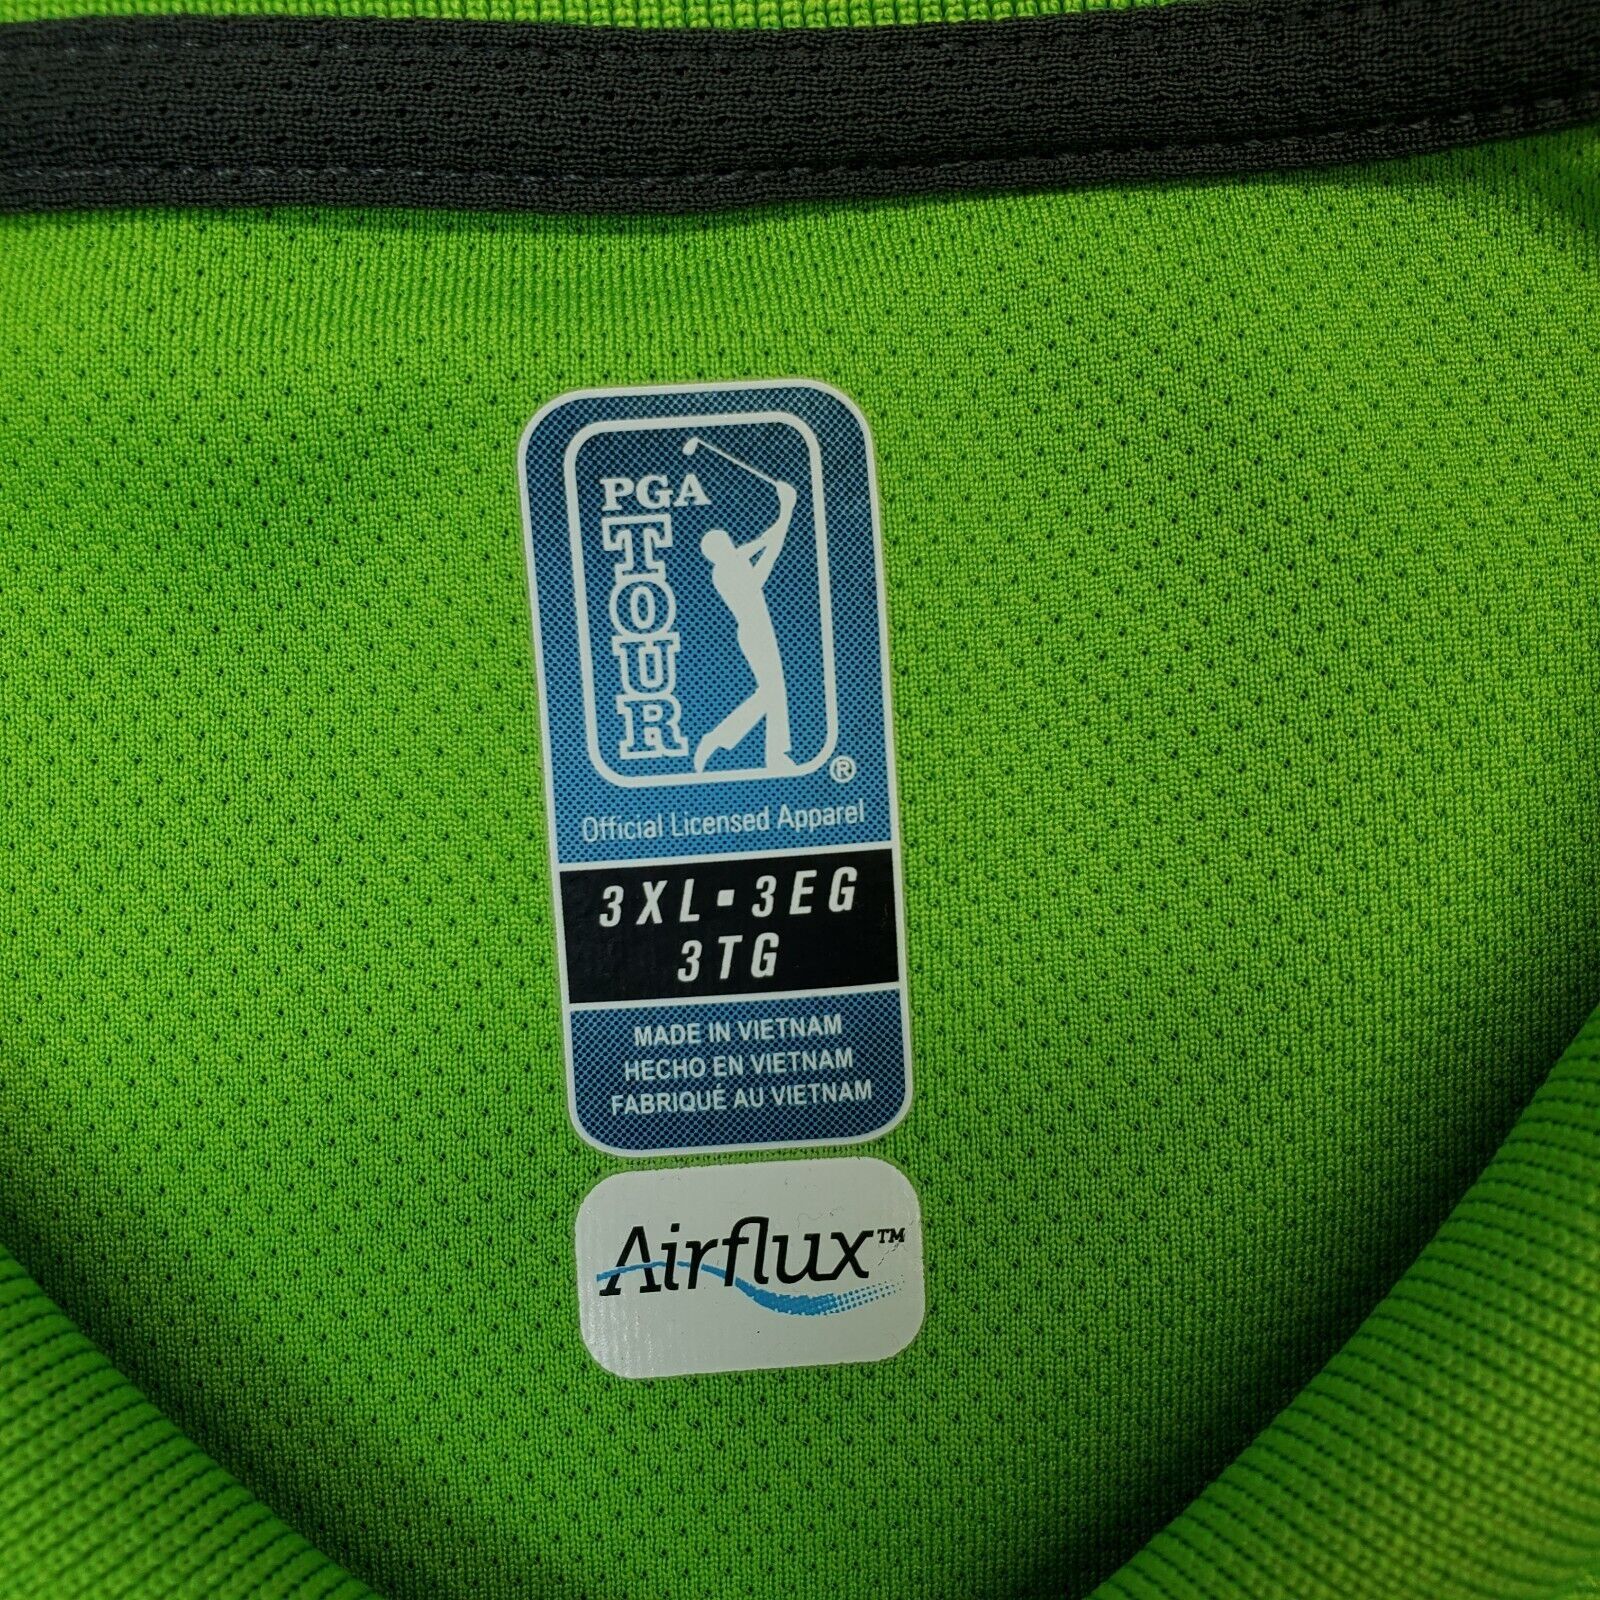 PGA
TOUR
®
Official Licensed Apparel
3XL▪3EG
3TG
MADE IN VIETNAM
HECHO EN VIETNAM
FABRIQUÉ AU VIETNAM
Airflux™